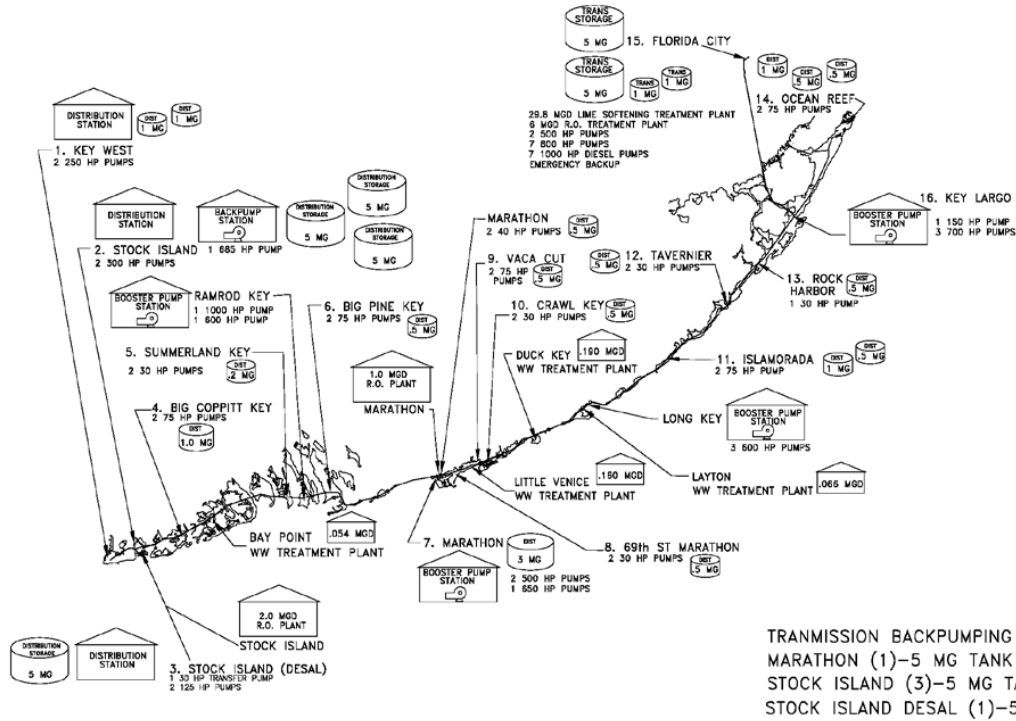 TRANS
STORAGE
5 MG
15. FLORIDA CITY
TRANS
STORAGE
5 MG
TRANS
1 MG
TRANS
1 MG
29.8 MGD LIME SOFTENING TREATMENT PLANT
6 MGD R.O. TREATMENT PLANT
2 500 HP PUMPS
7 800 HP PUMPS
7 1000 HP DIESEL PUMPS
EMERGENCY BACKUP
DIST
1 MG
DIST
.5 MG
DIST
.5 MG
14. OCEAN REEF
2 75 HP PUMPS
DISTRIBUTION
STATION
DIST
1 MG
DIST
1 MG
1. KEY WEST
2 250 HP PUMPS
16. KEY LARGO
BOOSTER PUMP
STATION
1 150 HP PUMP
3 700 HP PUMPS
DISTRIBUTION
STATION
BACKPUMP
STATION
DISTRIBUTION
STORAGE
5 MG
DISTRIBUTION
STORAGE
5 MG
DISTRIBUTION
STORAGE
5 MG
2. STOCK ISLAND
2 300 HP PUMPS
1 685 HP PUMP
MARATHON
2 40 HP PUMPS
DIST
.5 MG
9. VACA CUT
2 75 HP
PUMPS
DIST
.5 MG
DIST
.5 MG
12. TAVERNIER
2 30 HP PUMPS
13. ROCK
HARBOR
1 30 HP PUMP
DIST
.5 MG
BOOSTER PUMP
STATION
RAMROD KEY
1 1000 HP PUMP
1 600 HP PUMP
6. BIG PINE KEY
2 75 HP PUMPS
DIST
.5 MG
10. CRAWL KEY
2 30 HP PUMPS
DIST
.5 MG
5. SUMMERLAND KEY
2 30 HP PUMPS
DIST
.2 MG
DUCK KEY
WW TREATMENT PLANT
.190 MGD
11. ISLAMORADA
2 75 HP PUMP
DIST
1 MG
DIST
.5 MG
1.0 MGD
R.O. PLANT
MARATHON
4. BIG COPPITT KEY
2 75 HP PUMPS
DIST
1.0 MG
LONG KEY
BOOSTER PUMP
STATION
3 600 HP PUMPS
LITTLE VENICE
WW TREATMENT PLANT
.160 MGD
LAYTON
WW TREATMENT PLANT
.066 MGD
BAY POINT
WW TREATMENT PLANT
.054 MGD
7. MARATHON
DIST
3 MG
BOOSTER PUMP
STATION
2 500 HP PUMPS
1 650 HP PUMPS
8. 69th ST MARATHON
2 30 HP PUMPS
DIST
.5 MG
2.0 MGD
R.O. PLANT
STOCK ISLAND
DISTRIBUTION
STORAGE
5 MG
DISTRIBUTION
STATION
3. STOCK ISLAND (DESAL)
1 30 HP TRANSFER PUMP
2 125 HP PUMPS
TRANMISSION BACKPUMPING
MARATHON (1)-5 MG TANK
STOCK ISLAND (3)-5 MG TA
STOCK ISLAND DESAL (1)-5